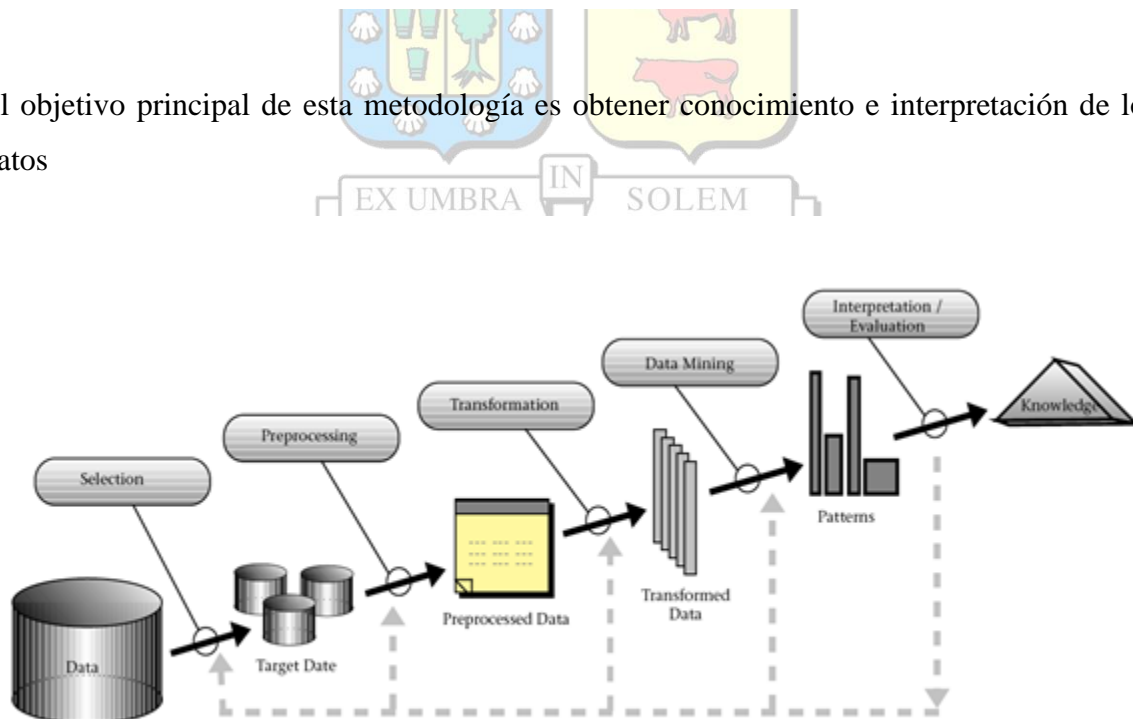 l objetivo principal de esta metodología es obtener conocimiento e interpretación de lo
atos
EX UMBRA IN SOLEM
Interpretation /
Evaluation
Data Mining
Knowledge
Transformation
Preprocessing
Patterns
Selection
Transformed
Data
Preprocessed Data
Target Date
Data